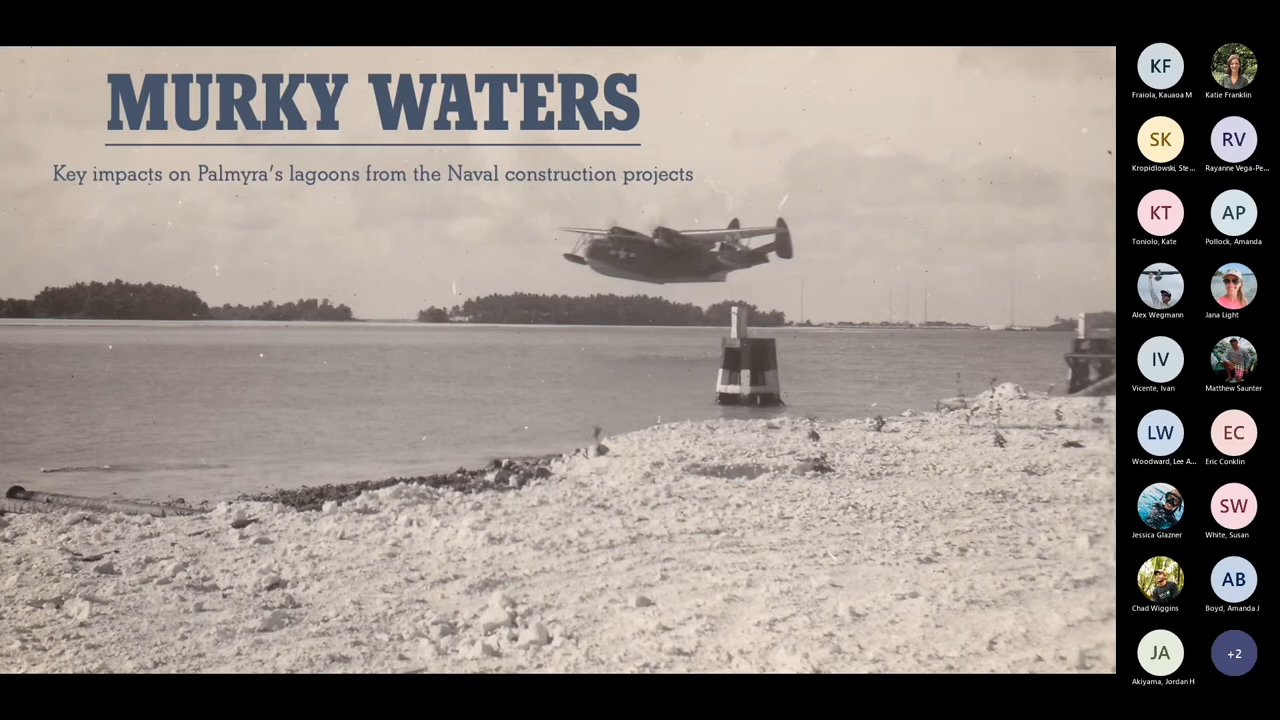 MURKY WATERS
Key impacts on Palmyra's lagoons from the Naval construction projects
KF
Fraiola, Kauaoa M
Katie Franklin
SK
Kropidlowski, Ste...
RV
Rayanne Vega-Pe...
KT
Toniolo, Kate
AP
Pollock, Amanda
Alex Wegmann
Jana Light
IV
Vicente, Ivan
Matthew Saunter
LW
Woodward, Lee A...
EC
Eric Conklin
Jessica Glazner
SW
White, Susan
Chad Wiggins
AB
Boyd, Amanda J
JA
Akiyama, Jordan H
+2